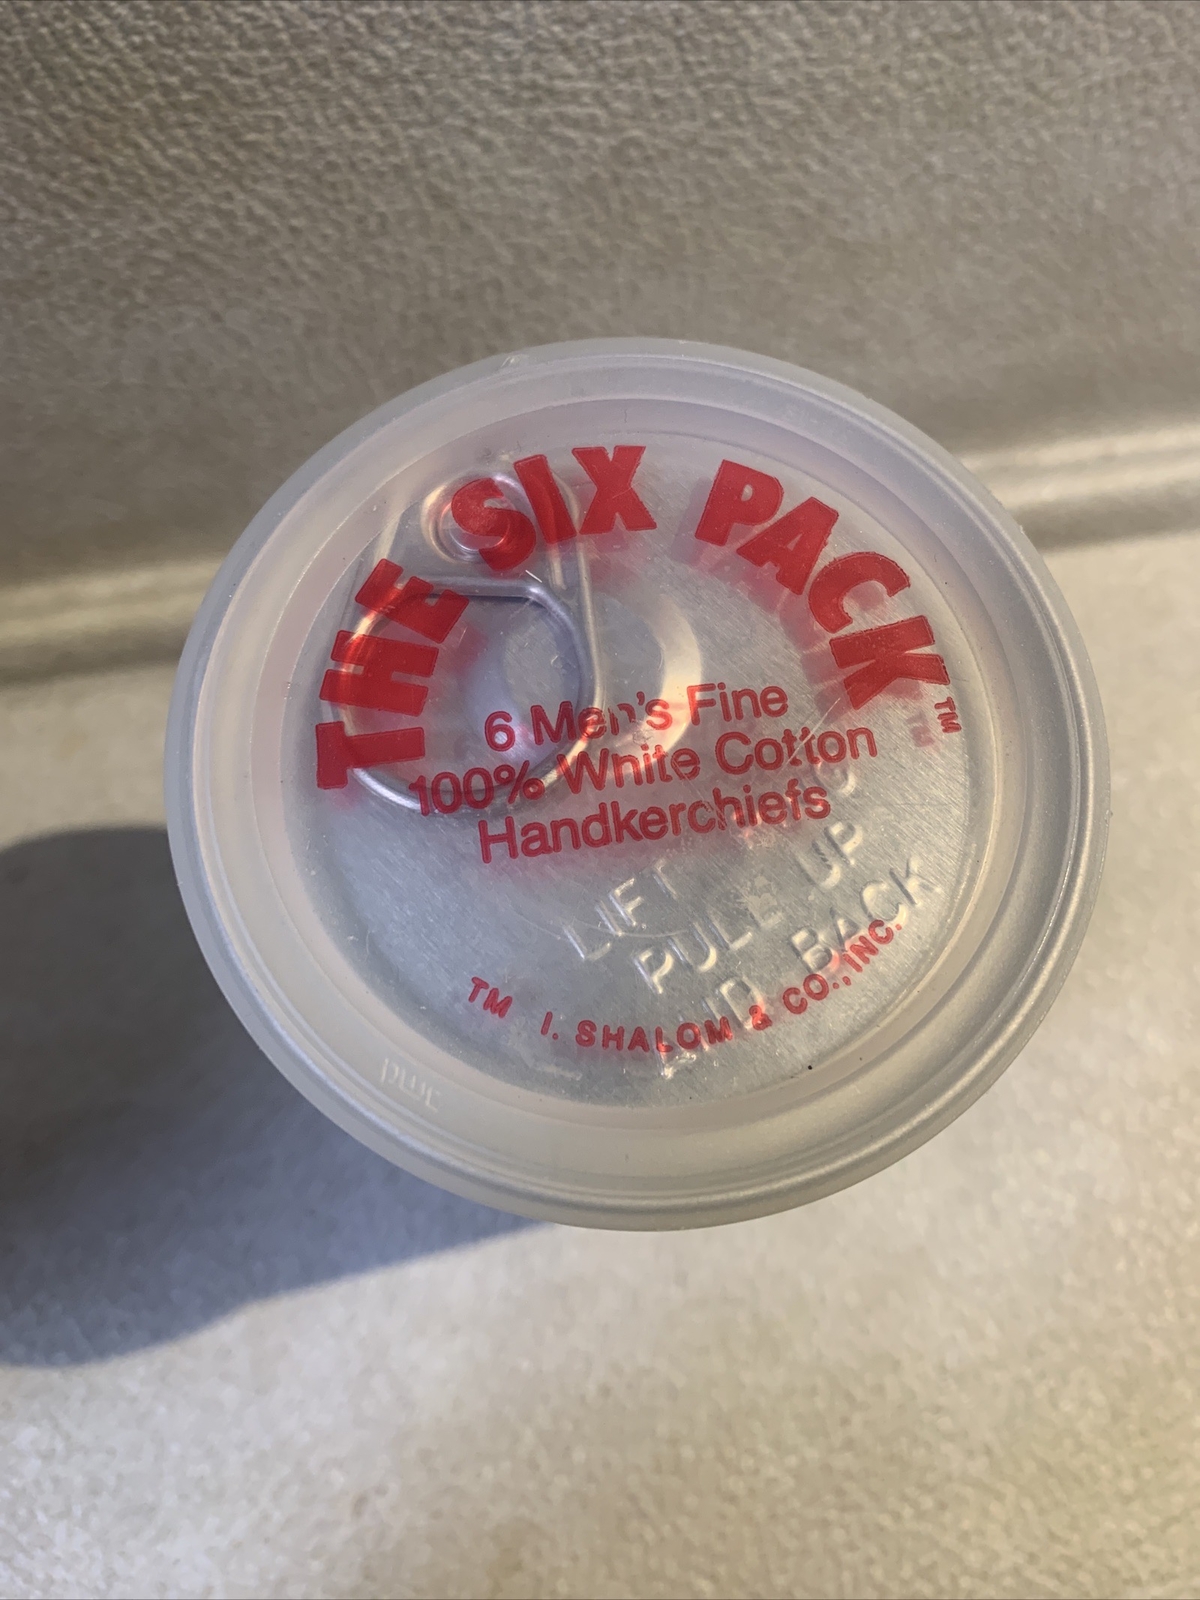 THE SIX PACK™
6 Men's Fine
100% White Cotton
Handkerchiefs
LIFT
PULL UP
AND BACK
TM I. SHALOM & CO., INC.